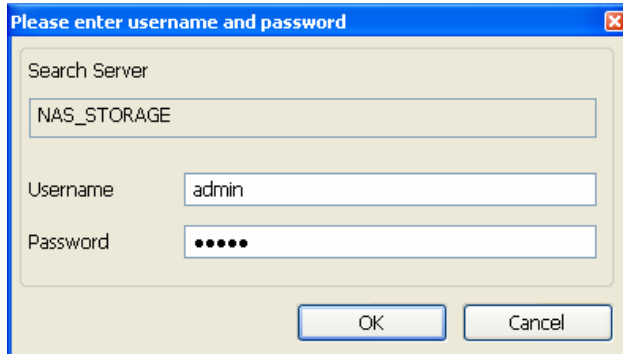 Please enter username and password
Search Server
NAS_STORAGE
Username admin
Password •••••
OK Cancel